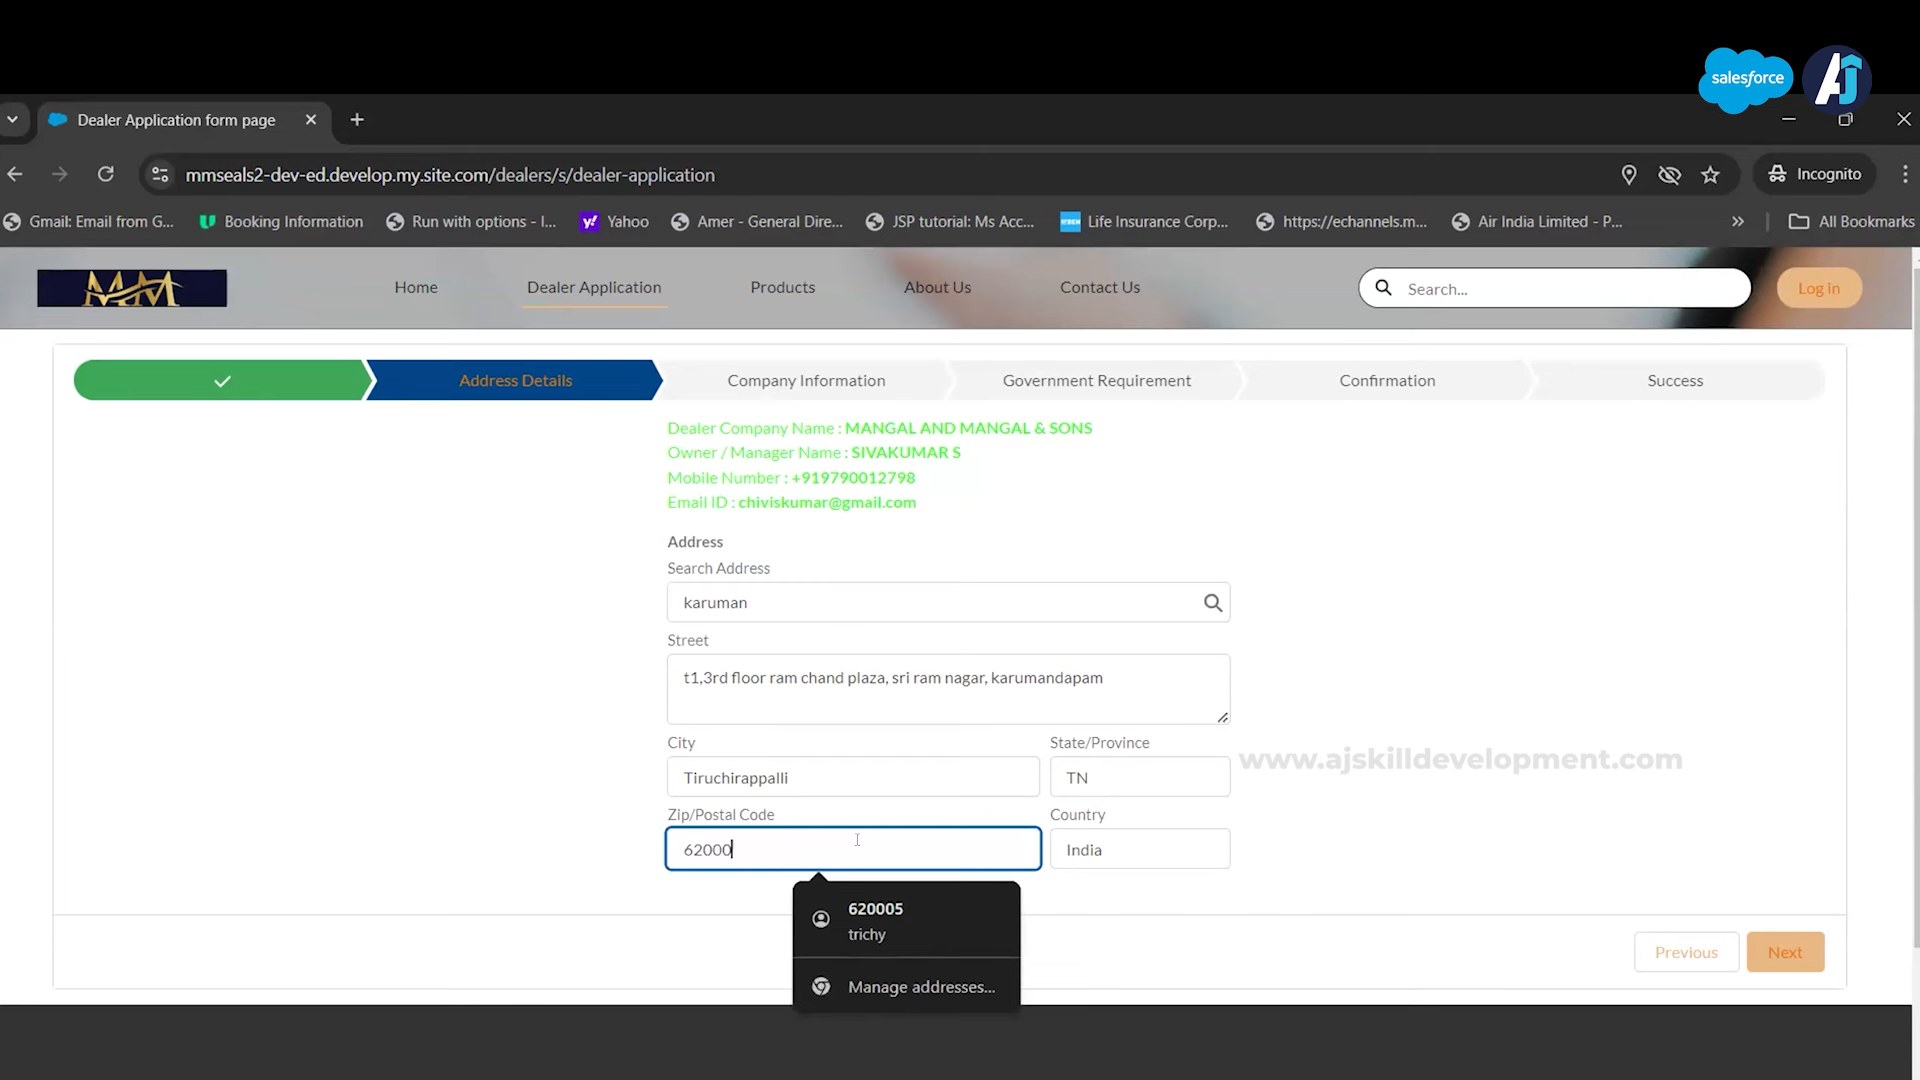 salesforce
AJ
Dealer Application form page
mmseals2-dev-ed.develop.my.site.com/dealers/s/dealer-application
Incognito
Gmail: Email from G...
Booking Information
Run with options - I...
Yahoo
Amer - General Dire...
JSP tutorial: Ms Acc...
Life Insurance Corp...
https://echannels.m...
Air India Limited - P...
All Bookmarks
MM
Home
Dealer Application
Products
About Us
Contact Us
Search...
Log in
Address Details
Company Information
Government Requirement
Confirmation
Success
Dealer Company Name : MANGAL AND MANGAL & SONS
Owner / Manager Name : SIVAKUMAR S
Mobile Number : +919790012798
Email ID : chiviskumar@gmail.com
Address
Search Address
karuman
Street
t1,3rd floor ram chand plaza, sri ram nagar, karumandapam
City
State/Province
Tiruchirappalli
TN
www.ajskilldevelopment.com
Zip/Postal Code
Country
62000
India
620005
trichy
Manage addresses...
Previous
Next